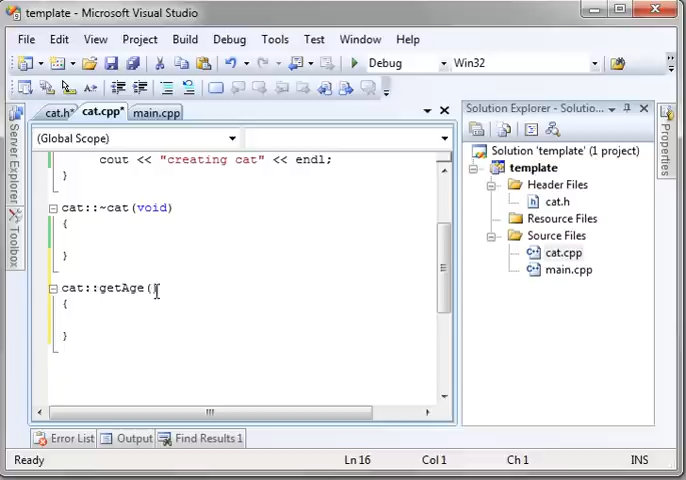 template - Microsoft Visual Studio
File Edit View Project Build Debug Tools Test Window Help
Debug Win32
cat.h* cat.cpp* main.cpp
(Global Scope)
cout << "creating cat" << endl;
}
cat::~cat(void)
{
}
cat::getAge()
{
}
Server Explorer
Toolbox
Solution Explorer - Solutio...
Solution 'template' (1 project)
template
Header Files
cat.h
Resource Files
Source Files
cat.cpp
main.cpp
Properties
Error List Output Find Results 1
Ready Ln 16 Col 1 Ch 1 INS